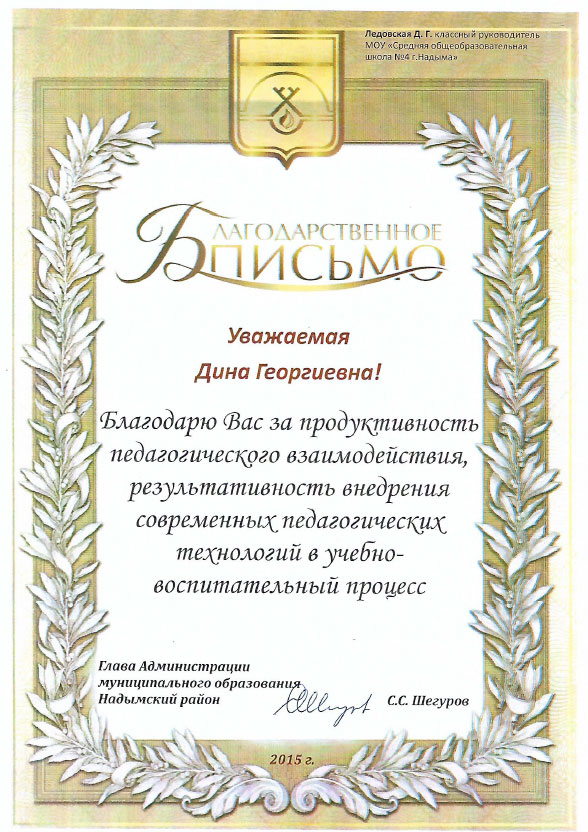 Ледовская Д. Г. классный руководитель
МОУ «Средняя общеобразовательная
школа №4 г.Надыма»
БЛАГОДАРСТВЕННОЕ
ПИСЬМО
Уважаемая
Дина Георгиевна!
Благодарю Вас за продуктивность
педагогического взаимодействия,
результативность внедрения
современных педагогических
технологий в учебно-
воспитательный процесс
Глава Администрации
муниципального образования
Надымский район
С.С. Шегуров
2015 г.